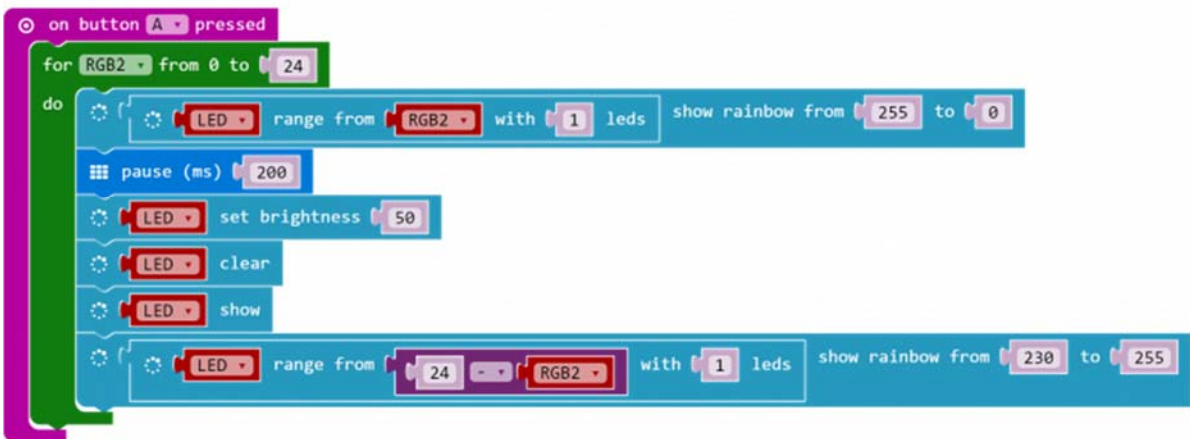 on button A pressed
for RGB2 from 0 to 24
do LED range from RGB2 with 1 leds show rainbow from 255 to 0
pause (ms) 200
LED set brightness 50
LED clear
LED show
LED range from 24 - RGB2 with 1 leds show rainbow from 230 to 255